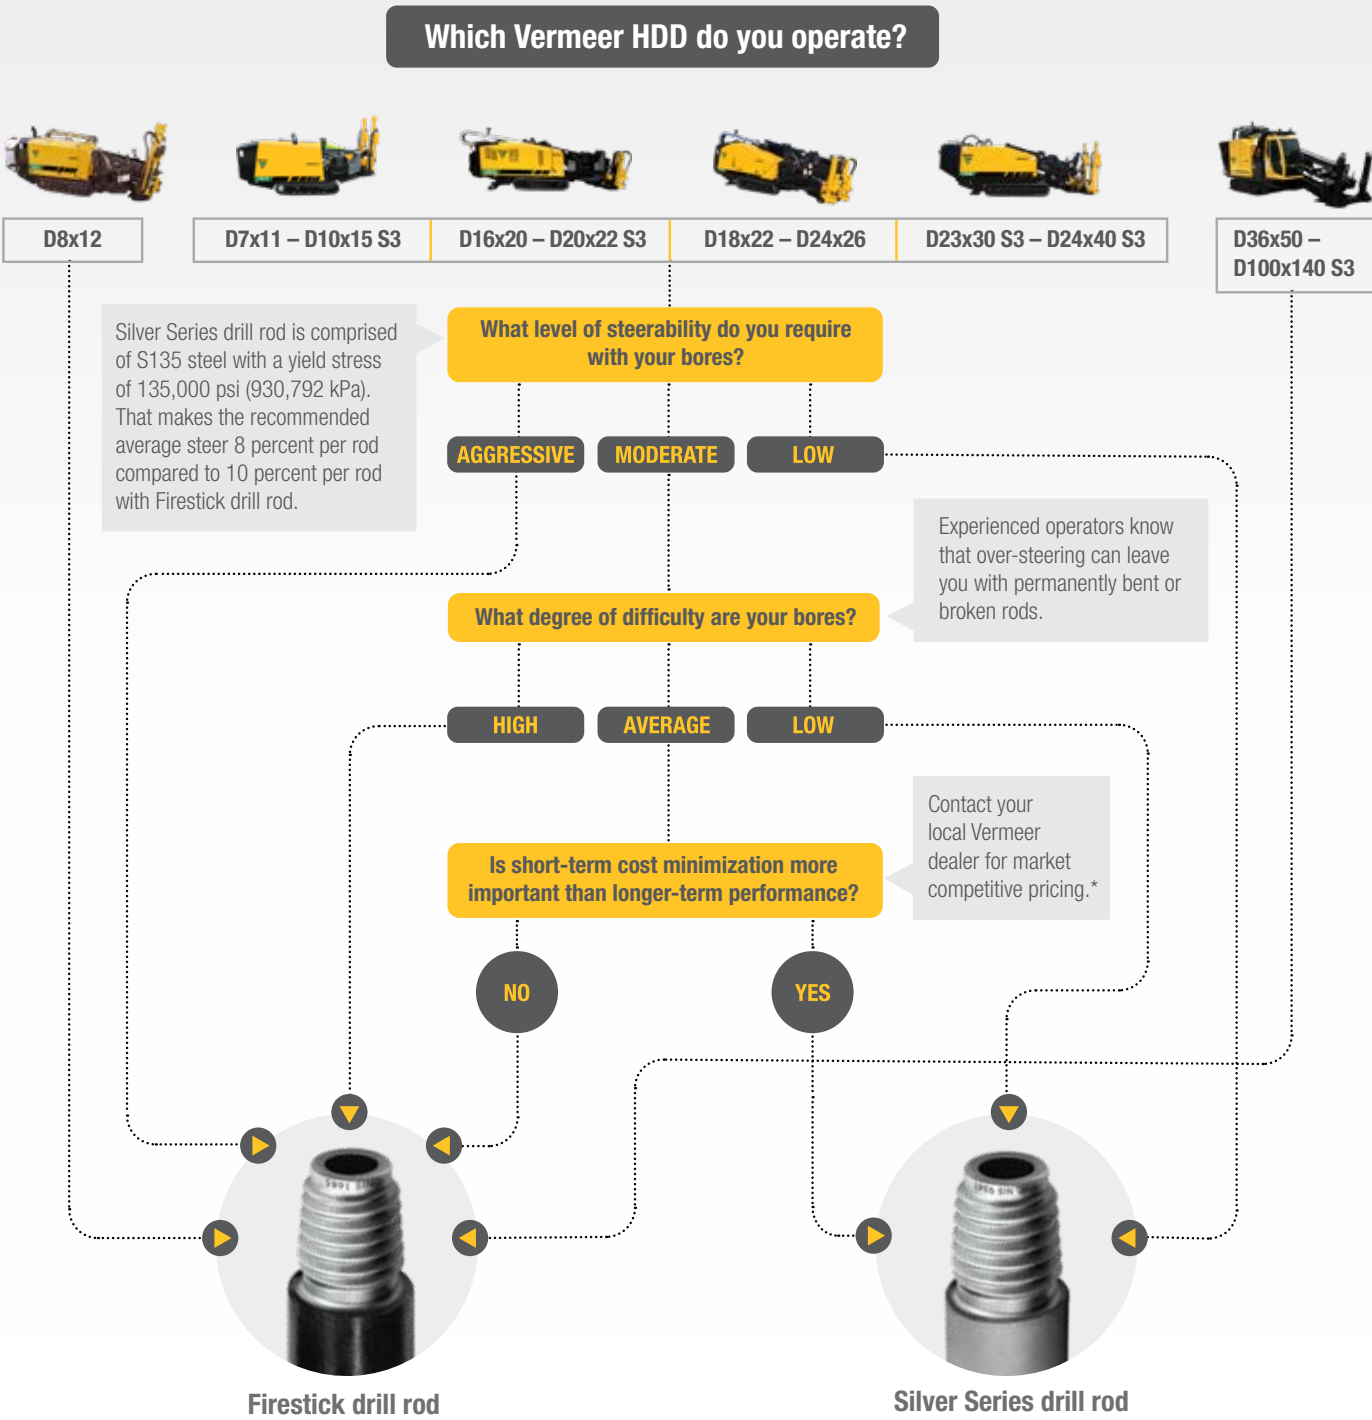 Which Vermeer HDD do you operate?
D8x12
D7x11 – D10x15 S3
D16x20 – D20x22 S3
D18x22 – D24x26
D23x30 S3 – D24x40 S3
D36x50 –
D100x140 S3
Silver Series drill rod is comprised
of S135 steel with a yield stress
of 135,000 psi (930,792 kPa).
That makes the recommended
average steer 8 percent per rod
compared to 10 percent per rod
with Firestick drill rod.
What level of steerability do you require
with your bores?
AGGRESSIVE
MODERATE
LOW
Experienced operators know
that over-steering can leave
you with permanently bent or
broken rods.
What degree of difficulty are your bores?
HIGH
AVERAGE
LOW
Contact your
local Vermeer
dealer for market
competitive pricing.*
Is short-term cost minimization more
important than longer-term performance?
NO
YES
Firestick drill rod
Silver Series drill rod